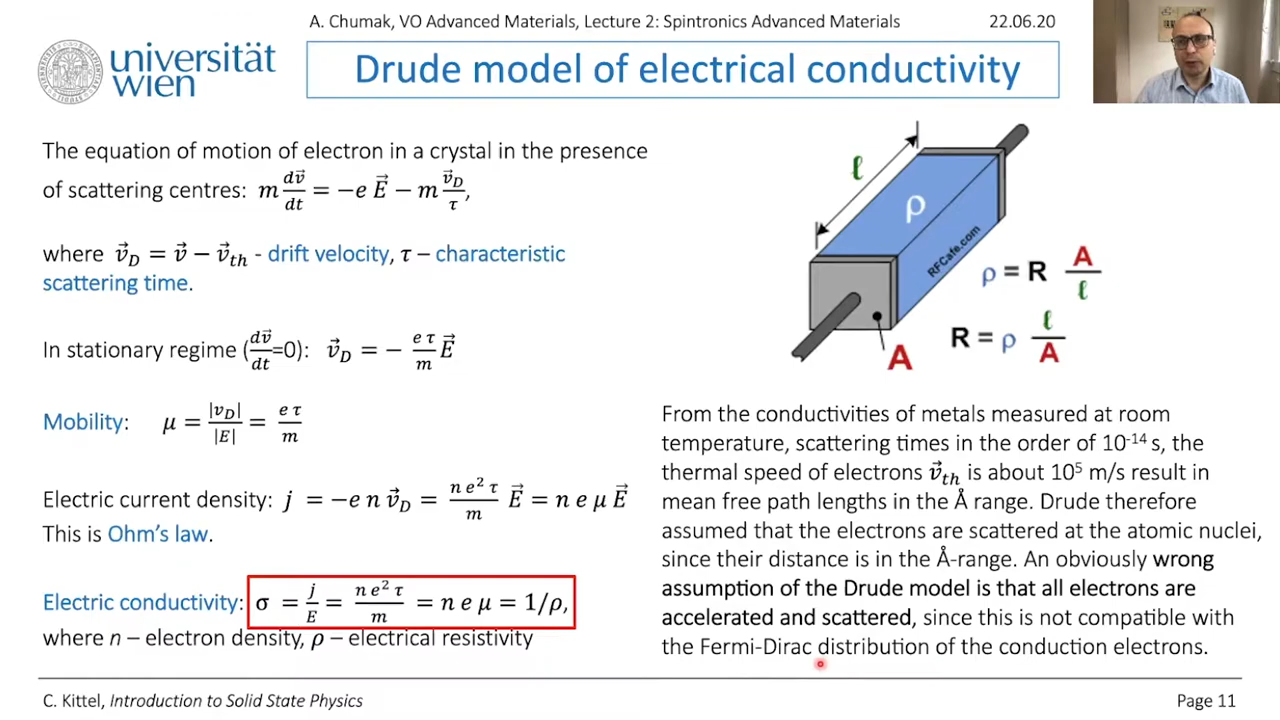 A. Chumak, VO Advanced Materials, Lecture 2: Spintronics Advanced Materials
22.06.20
universität
wien
Drude model of electrical conductivity
The equation of motion of electron in a crystal in the presence
of scattering centres: m dv⃗/dt = −e E⃗ − m v⃗_D/τ,
where v⃗_D = v⃗ − v⃗_th - drift velocity, τ – characteristic
scattering time.
In stationary regime (dv⃗/dt=0): v⃗_D = − e τ/m E⃗
Mobility: μ = |v_D|/|E| = e τ/m
Electric current density: j = −e n v⃗_D = n e² τ/m E⃗ = n e μ E⃗
This is Ohm's law.
Electric conductivity: σ = j/E = n e² τ/m = n e μ = 1/ρ,
where n – electron density, ρ – electrical resistivity
ℓ
ρ
RFCafe.com
A
ρ = R A/ℓ
R = ρ ℓ/A
From the conductivities of metals measured at room
temperature, scattering times in the order of 10⁻¹⁴ s, the
thermal speed of electrons v⃗_th is about 10⁵ m/s result in
mean free path lengths in the Å range. Drude therefore
assumed that the electrons are scattered at the atomic nuclei,
since their distance is in the Å-range. An obviously wrong
assumption of the Drude model is that all electrons are
accelerated and scattered, since this is not compatible with
the Fermi-Dirac distribution of the conduction electrons.
C. Kittel, Introduction to Solid State Physics
Page 11